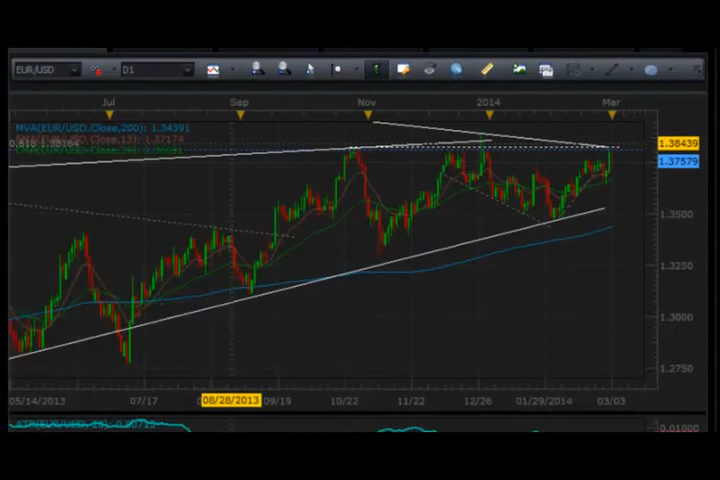 EUR/USD D1
Jul Sep Nov 2014 Mar
MVA(EUR/USD.Close,200): 1.34391
1.38439
1.37579
1.3500
1.3250
1.3000
1.2750
05/14/2013 07/17 08/28/2013 09/19 10/22 11/22 12/26 01/29/2014 03/03
0.01000